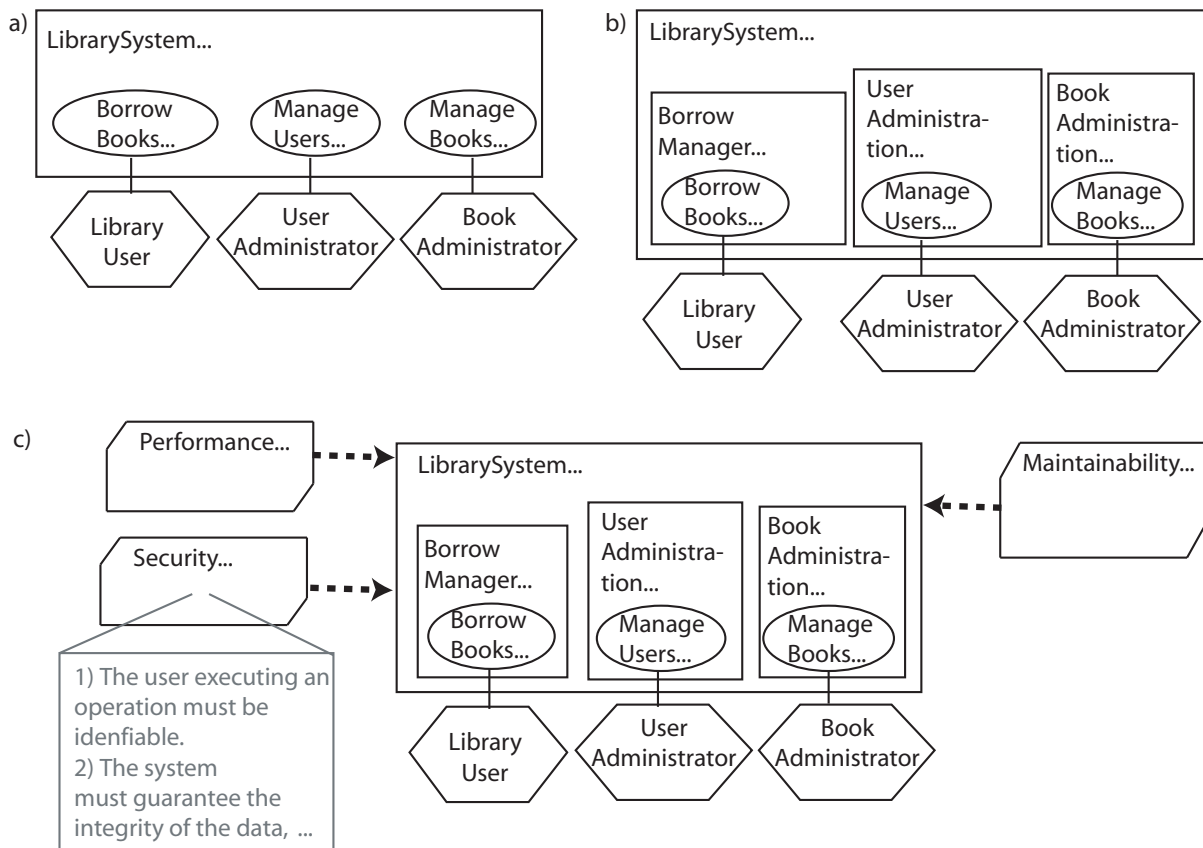 a)
LibrarySystem...
Borrow
Books...
Manage
Users...
Manage
Books...
Library
User
User
Administrator
Book
Administrator
b)
LibrarySystem...
Borrow
Manager...
Borrow
Books...
User
Administra-
tion...
Manage
Users...
Book
Administra-
tion...
Manage
Books...
Library
User
User
Administrator
Book
Administrator
c)
Performance...
Security...
1) The user executing an
operation must be
idenfiable.
2) The system
must guarantee the
integrity of the data, ...
LibrarySystem...
Borrow
Manager...
Borrow
Books...
User
Administra-
tion...
Manage
Users...
Book
Administra-
tion...
Manage
Books...
Library
User
User
Administrator
Book
Administrator
Maintainability...